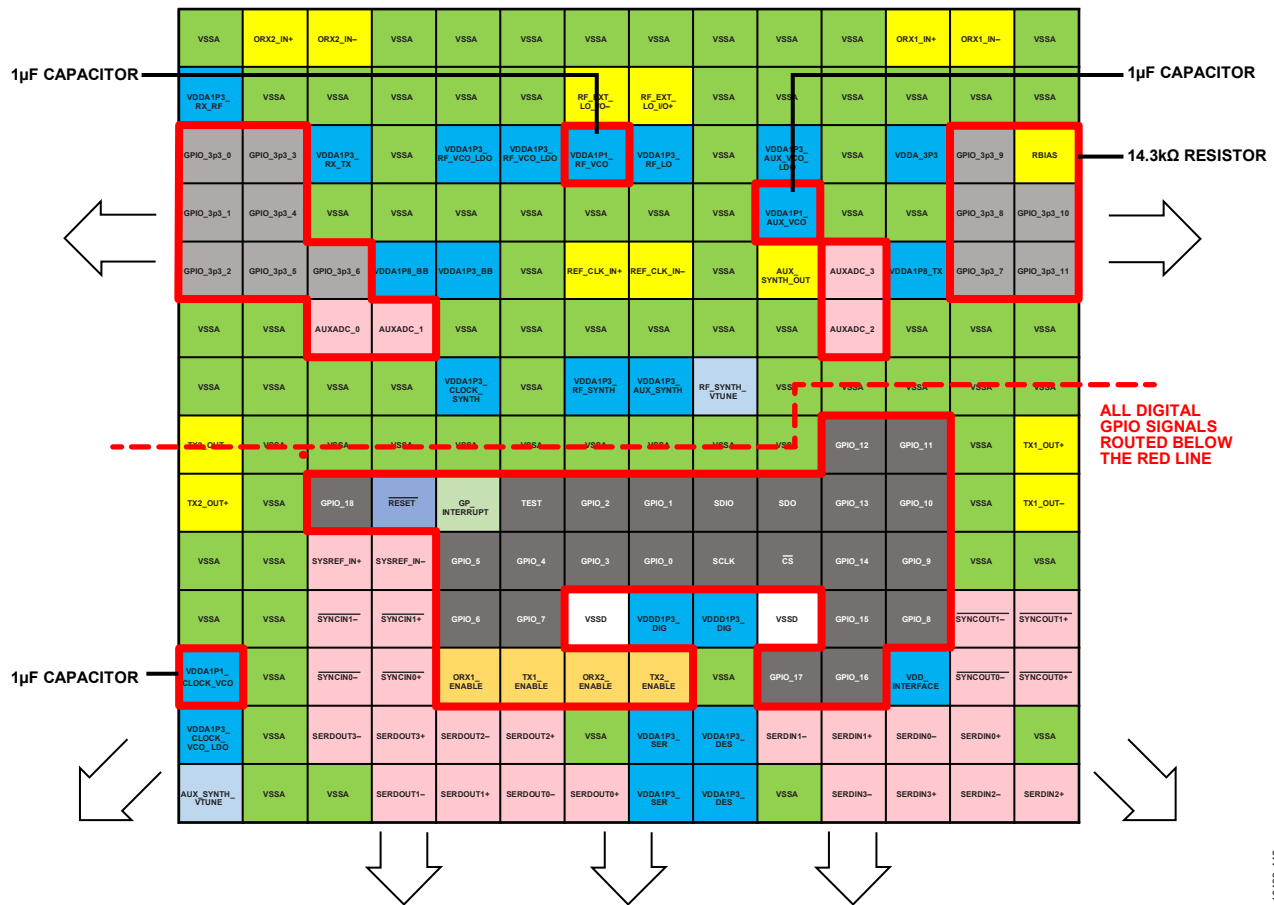 VSSA ORX2_IN+ ORX2_IN– VSSA VSSA VSSA VSSA VSSA VSSA VSSA VSSA ORX1_IN+ ORX1_IN– VSSA
1µF CAPACITOR
1µF CAPACITOR
VDDA1P3_ RX_RF VSSA VSSA VSSA VSSA VSSA RF_EXT_ LO_I/O– RF_EXT_ LO_I/O+ VSSA VSSA VSSA VSSA VSSA VSSA
GPIO_3p3_0 GPIO_3p3_3 VDDA1P3_ RX_TX VSSA VDDA1P3_ RF_VCO_LDO VDDA1P3_ RF_VCO_LDO VDDA1P1_ RF_VCO VDDA1P3_ RF_LO VSSA VDDA1P3_ AUX_VCO_ LDO VSSA VDDA_3P3 GPIO_3p3_9 RBIAS
14.3kΩ RESISTOR
GPIO_3p3_1 GPIO_3p3_4 VSSA VSSA VSSA VSSA VSSA VSSA VSSA VDDA1P1_ AUX_VCO VSSA VSSA GPIO_3p3_8 GPIO_3p3_10
GPIO_3p3_2 GPIO_3p3_5 GPIO_3p3_6 VDDA1P8_BB VDDA1P3_BB VSSA REF_CLK_IN+ REF_CLK_IN– VSSA AUX_ SYNTH_OUT AUXADC_3 VDDA1P8_TX GPIO_3p3_7 GPIO_3p3_11
VSSA VSSA AUXADC_0 AUXADC_1 VSSA VSSA VSSA VSSA VSSA VSSA AUXADC_2 VSSA VSSA VSSA
VSSA VSSA VSSA VSSA VDDA1P3_ CLOCK_ SYNTH VSSA VDDA1P3_ RF_SYNTH VDDA1P3_ AUX_SYNTH RF_SYNTH_ VTUNE VSSA VSSA VSSA VSSA VSSA
ALL DIGITAL
GPIO SIGNALS
ROUTED BELOW
THE RED LINE
TX2_OUT– VSSA VSSA VSSA VSSA VSSA VSSA VSSA VSSA VSSA GPIO_12 GPIO_11 VSSA TX1_OUT+
TX2_OUT+ VSSA GPIO_18 RESET GP_ INTERRUPT TEST GPIO_2 GPIO_1 SDIO SDO GPIO_13 GPIO_10 VSSA TX1_OUT–
VSSA VSSA SYSREF_IN+ SYSREF_IN– GPIO_5 GPIO_4 GPIO_3 GPIO_0 SCLK CS GPIO_14 GPIO_9 VSSA VSSA
VSSA VSSA SYNCIN1– SYNCIN1+ GPIO_6 GPIO_7 VSSD VDDD1P3_ DIG VDDD1P3_ DIG VSSD GPIO_15 GPIO_8 SYNCOUT1– SYNCOUT1+
1µF CAPACITOR
VDDA1P1_ CLOCK_VCO VSSA SYNCIN0– SYNCIN0+ ORX1_ ENABLE TX1_ ENABLE ORX2_ ENABLE TX2_ ENABLE VSSA GPIO_17 GPIO_16 VDD_ INTERFACE SYNCOUT0– SYNCOUT0+
VDDA1P3_ CLOCK_ VCO_LDO VSSA SERDOUT3– SERDOUT3+ SERDOUT2– SERDOUT2+ VSSA VDDA1P3_ SER VDDA1P3_ DES SERDIN1– SERDIN1+ SERDIN0– SERDIN0+ VSSA
AUX_SYNTH_ VTUNE VSSA VSSA SERDOUT1– SERDOUT1+ SERDOUT0– SERDOUT0+ VDDA1P3_ SER VDDA1P3_ DES VSSA SERDIN3– SERDIN3+ SERDIN2– SERDIN2+